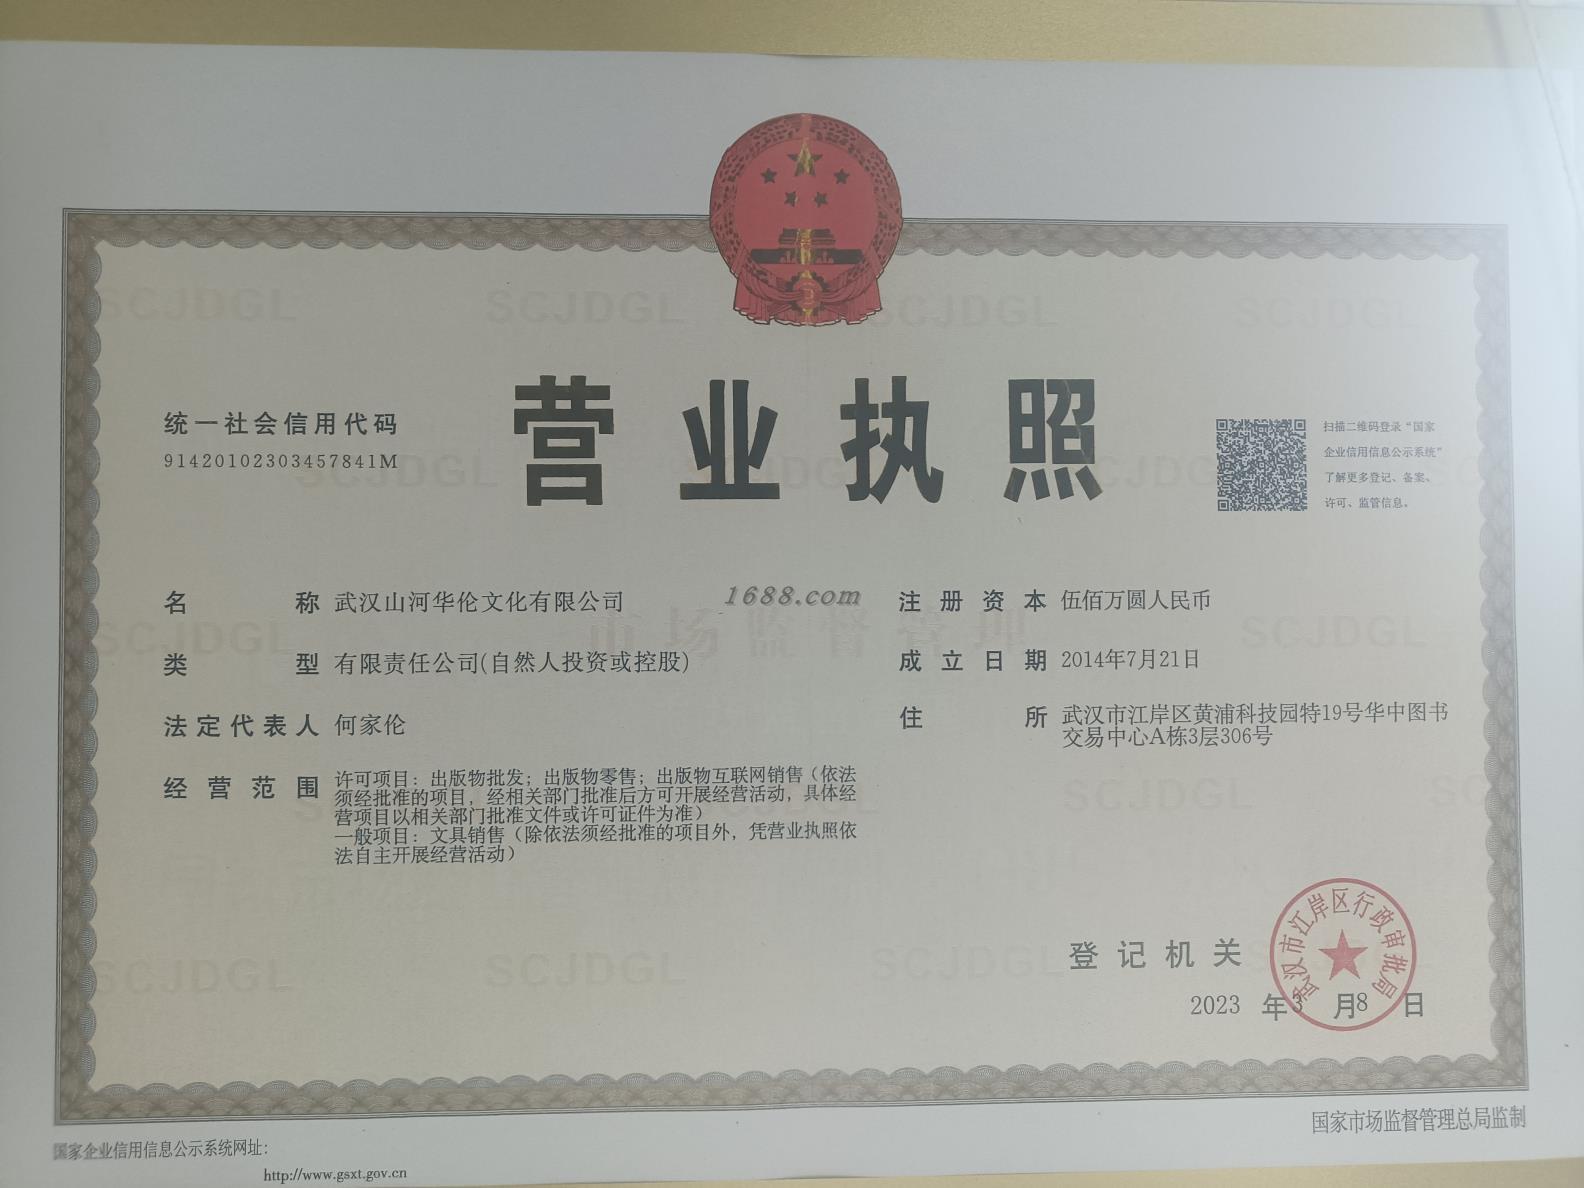 营业执照
统一社会信用代码
91420102303457841M
扫描二维码登录“国家
企业信用信息公示系统”
了解更多登记、备案、
许可、监管信息。
名称 武汉山河华伦文化有限公司
1688.com
类型 有限责任公司(自然人投资或控股)
法定代表人 何家伦
经营范围 许可项目：出版物批发；出版物零售；出版物互联网销售（依法
须经批准的项目，经相关部门批准后方可开展经营活动，具体经
营项目以相关部门批准文件或许可证件为准）
一般项目：文具销售（除依法须经批准的项目外，凭营业执照依
法自主开展经营活动）
注册资本 伍佰万圆人民币
成立日期 2014年7月21日
住所 武汉市江岸区黄浦科技园特19号华中图书
交易中心A栋3层306号
市场监督管理
SCJDGL
登记机关
武汉市江岸区行政审批局
2023 年3 月8 日
国家企业信用信息公示系统网址：
http://www.gsxt.gov.cn
国家市场监督管理总局监制